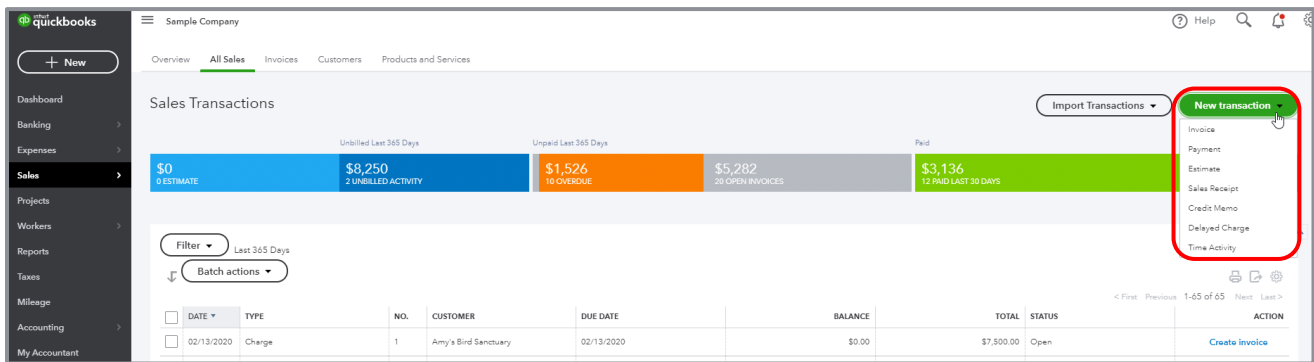 qb intuit quickbooks
Sample Company
Help
+ New
Overview All Sales Invoices Customers Products and Services
Dashboard
Banking
Expenses
Sales
Projects
Workers
Reports
Taxes
Mileage
Accounting
My Accountant
Sales Transactions
Import Transactions
New transaction
Invoice
Payment
Estimate
Sales Receipt
Credit Memo
Delayed Charge
Time Activity
Unbilled Last 365 Days
Unpaid Last 365 Days
Paid
$0
0 ESTIMATE
$8,250
2 UNBILLED ACTIVITY
$1,526
10 OVERDUE
$5,282
20 OPEN INVOICES
$3,136
12 PAID LAST 30 DAYS
Filter
Last 365 Days
Batch actions
< First Previous 1-65 of 65 Next Last >
DATE TYPE NO. CUSTOMER DUE DATE BALANCE TOTAL STATUS ACTION
02/13/2020 Charge 1 Amy's Bird Sanctuary 02/13/2020 $0.00 $7,500.00 Open Create invoice